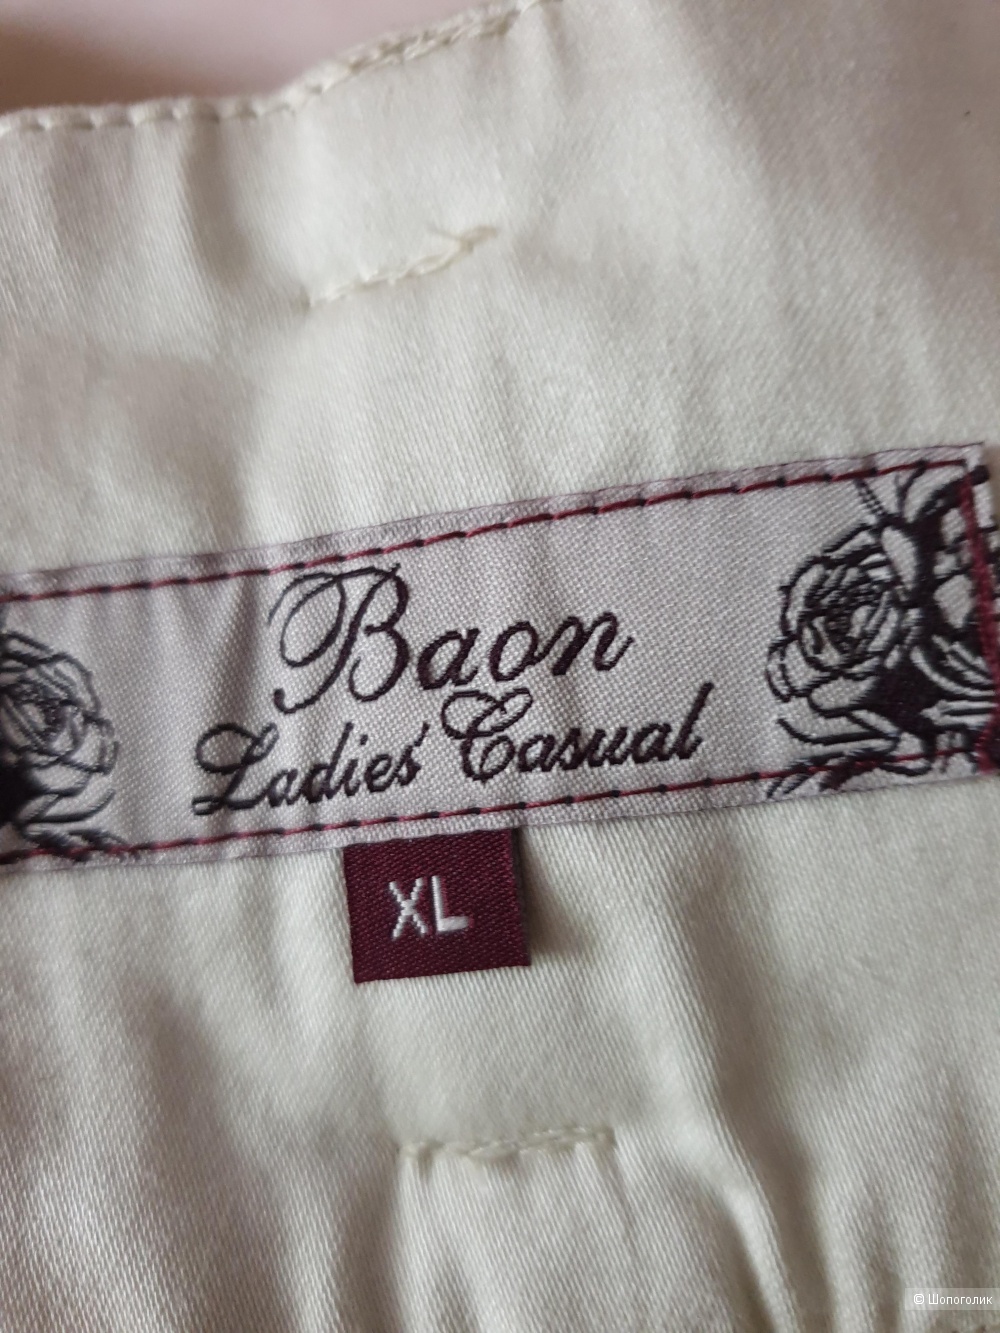 Baon
Ladies' Casual
XL
© Шопоголик